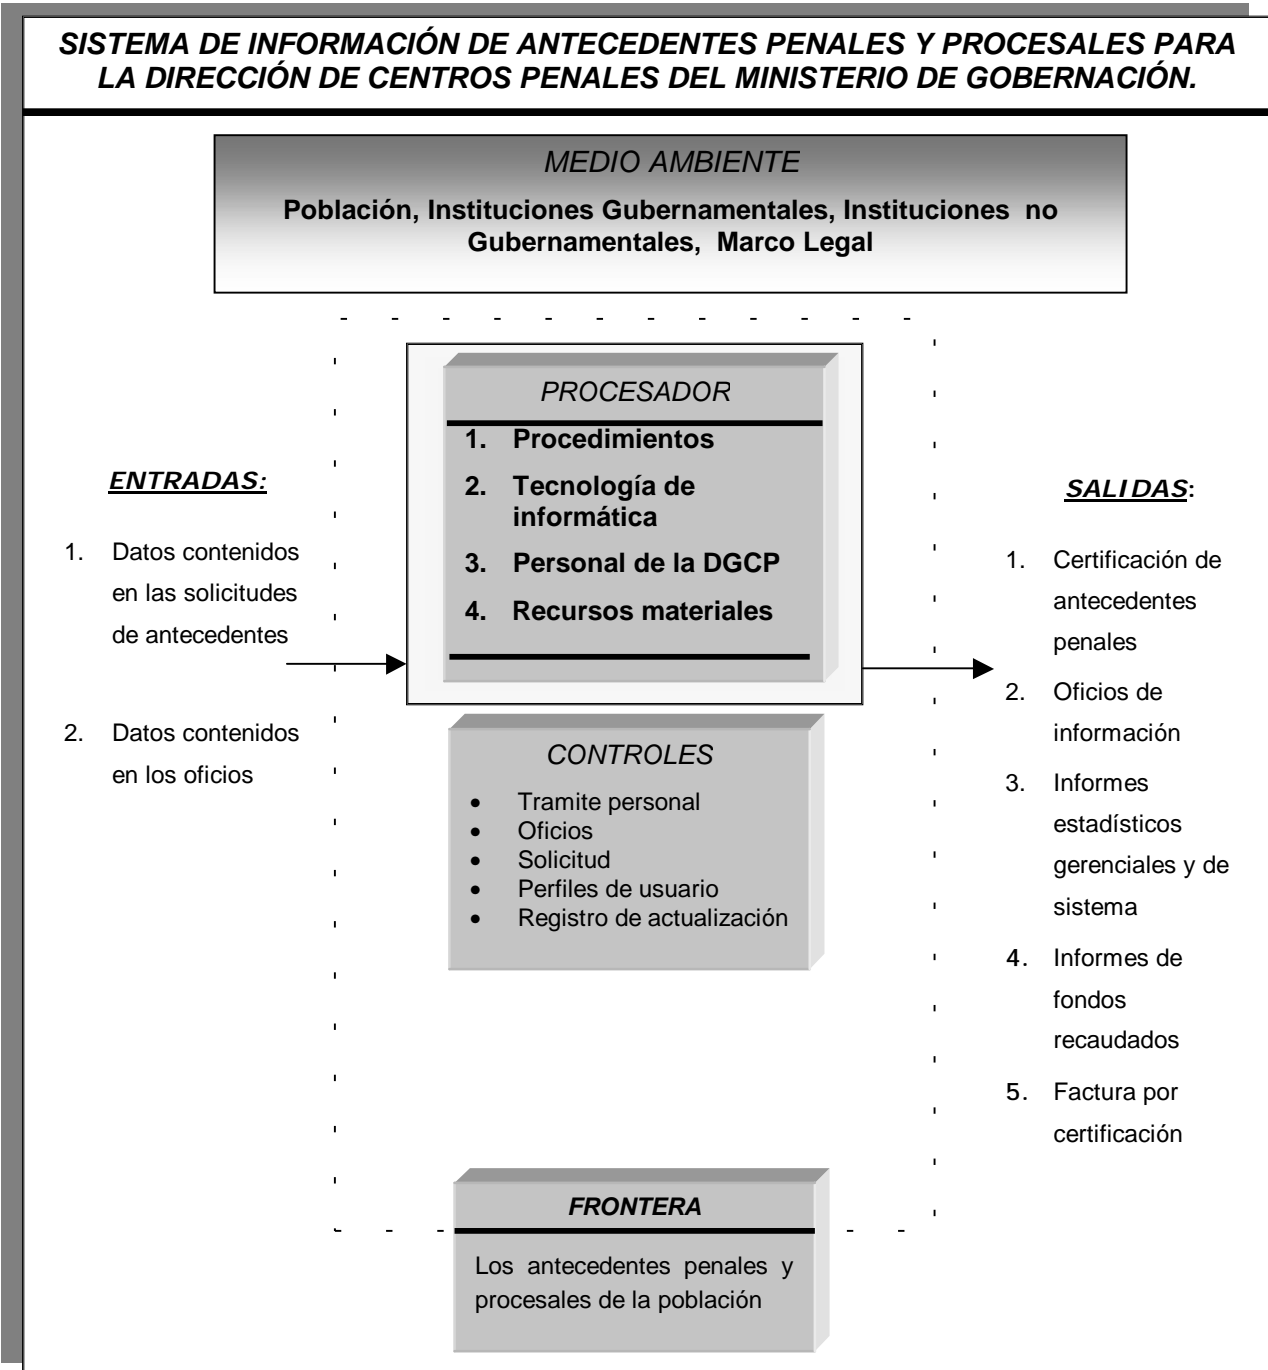 SISTEMA DE INFORMACIÓN DE ANTECEDENTES PENALES Y PROCESALES PARA
LA DIRECCIÓN DE CENTROS PENALES DEL MINISTERIO DE GOBERNACIÓN.
MEDIO AMBIENTE
Población, Instituciones Gubernamentales, Instituciones no
Gubernamentales, Marco Legal
ENTRADAS:
1. Datos contenidos
en las solicitudes
de antecedentes
2. Datos contenidos
en los oficios
PROCESADOR
1. Procedimientos
2. Tecnología de
informática
3. Personal de la DGCP
4. Recursos materiales
CONTROLES
• Tramite personal
• Oficios
• Solicitud
• Perfiles de usuario
• Registro de actualización
SALIDAS:
1. Certificación de
antecedentes
penales
2. Oficios de
información
3. Informes
estadísticos
gerenciales y de
sistema
4. Informes de
fondos
recaudados
5. Factura por
certificación
FRONTERA
Los antecedentes penales y
procesales de la población